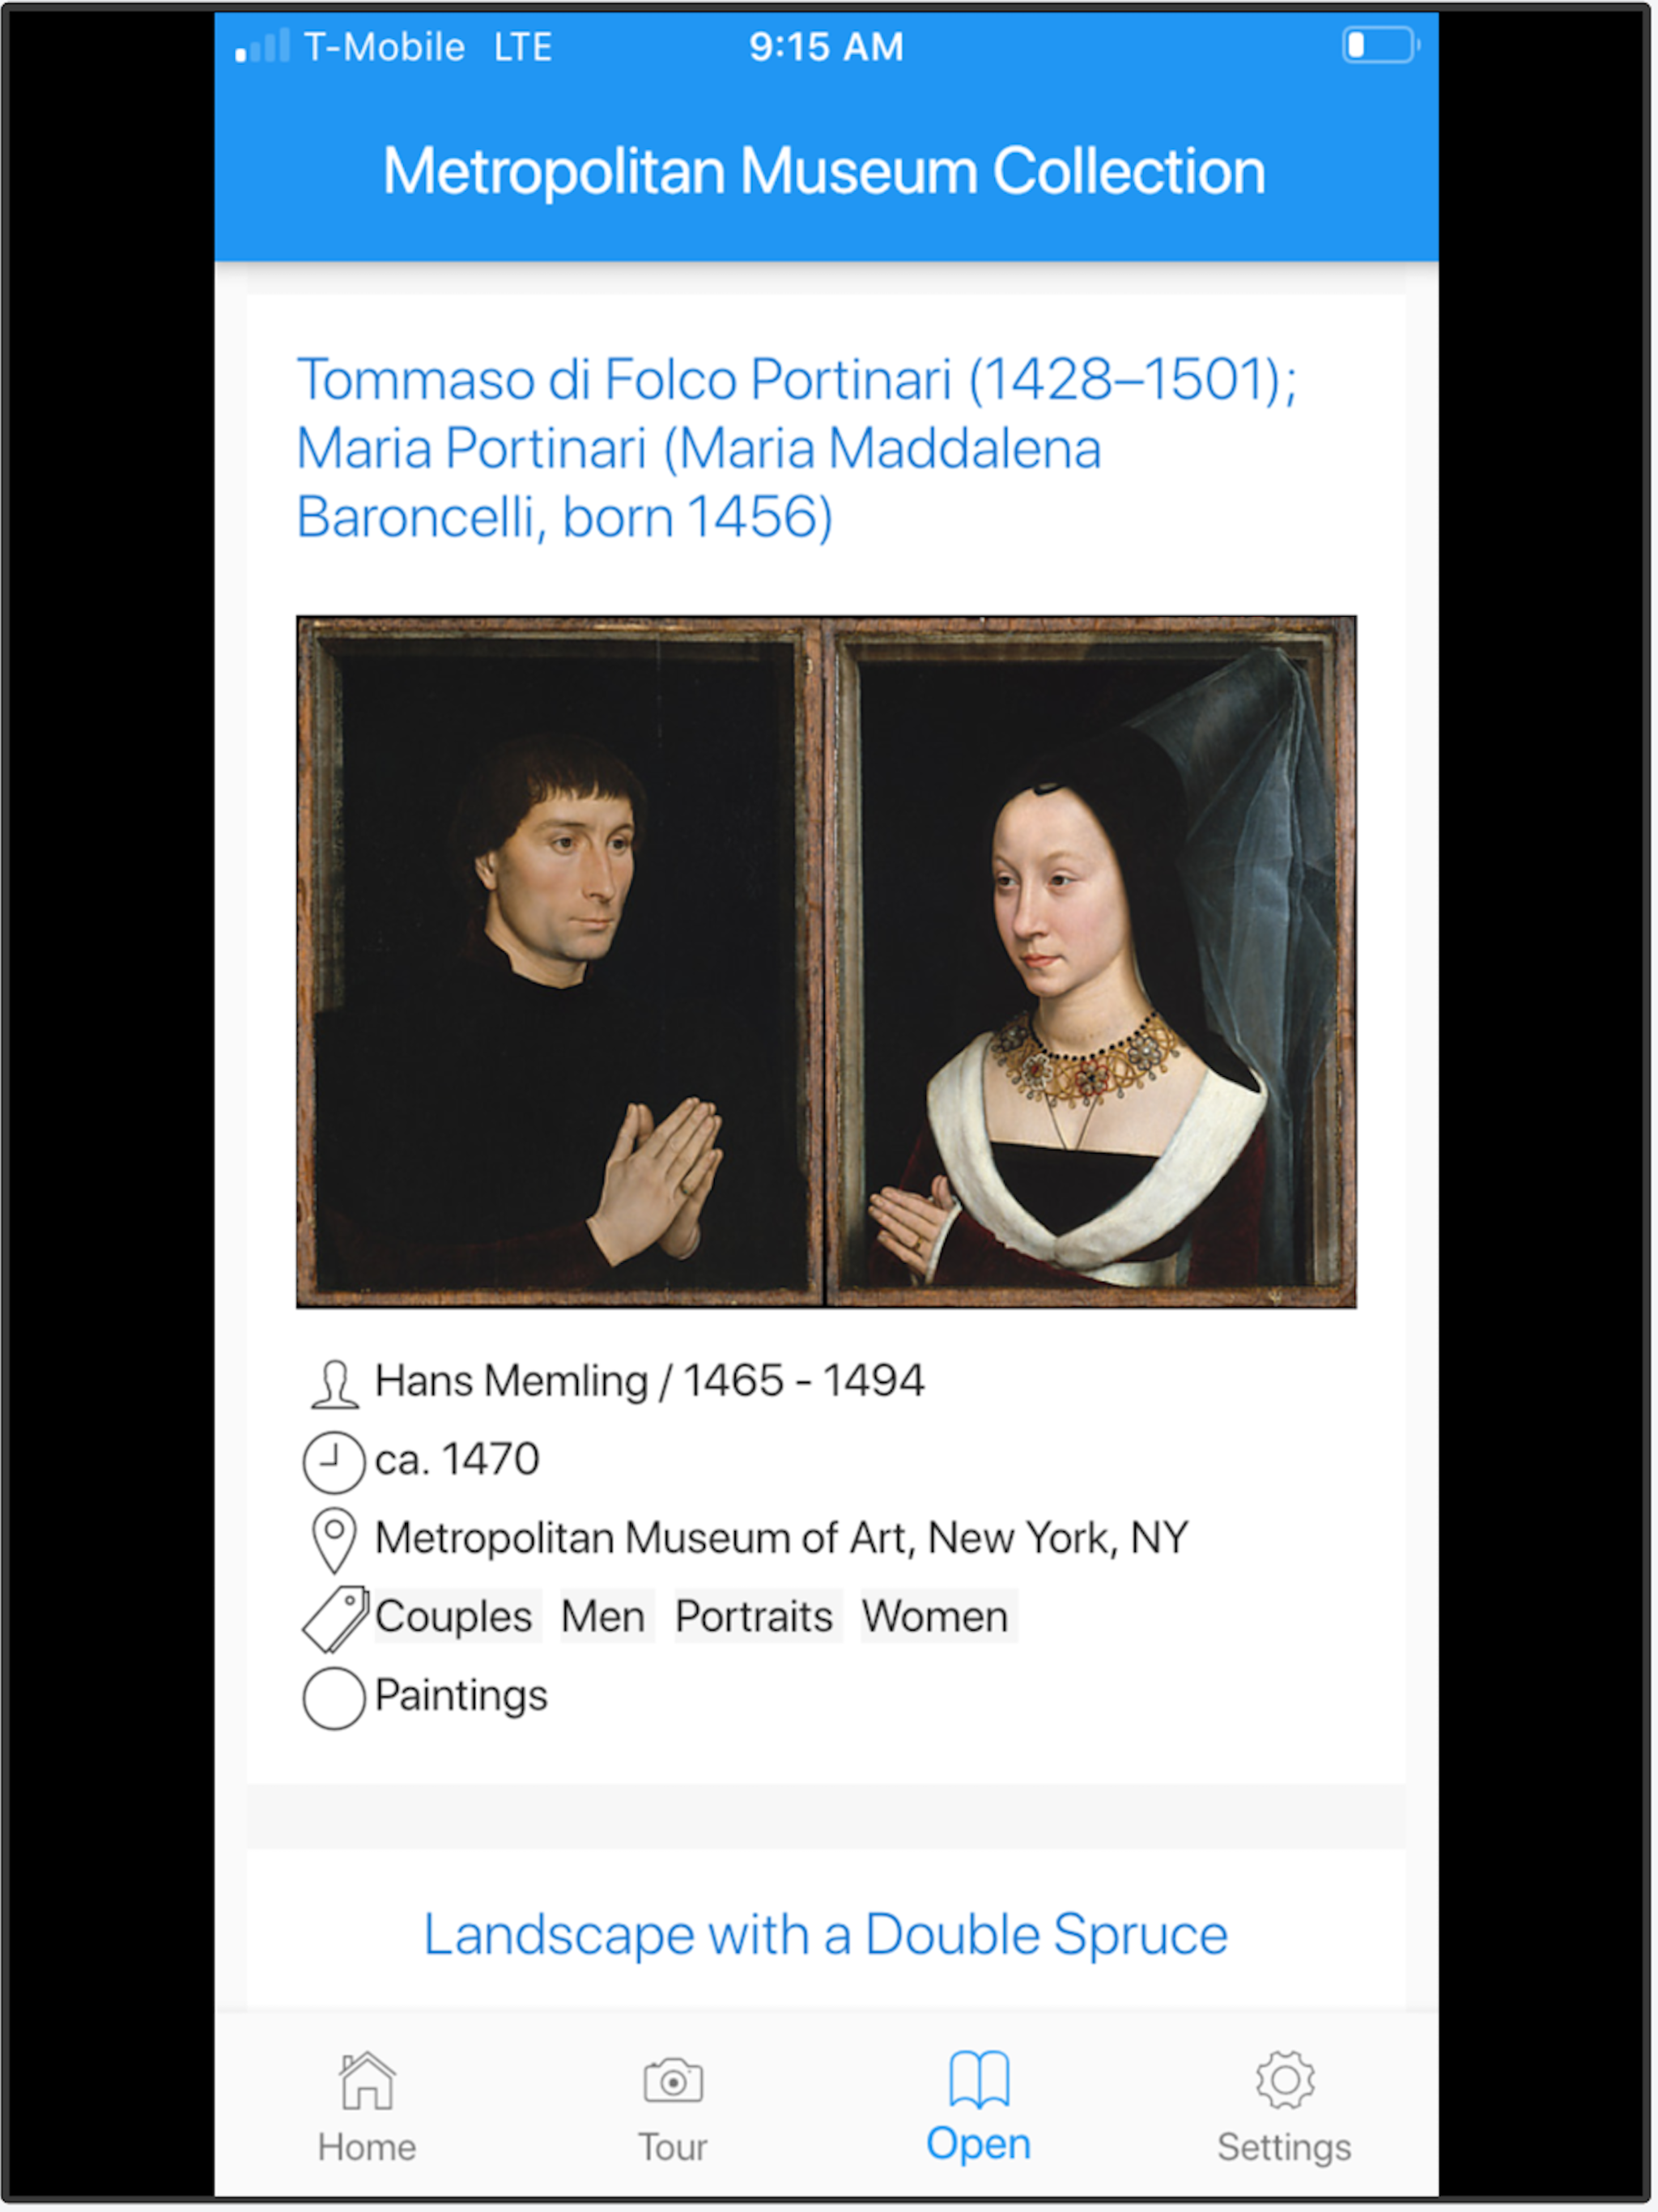 T-Mobile LTE 9:15 AM
Metropolitan Museum Collection
Tommaso di Folco Portinari (1428–1501);
Maria Portinari (Maria Maddalena
Baroncelli, born 1456)
Hans Memling / 1465 - 1494
ca. 1470
Metropolitan Museum of Art, New York, NY
Couples Men Portraits Women
Paintings
Landscape with a Double Spruce
Home Tour Open Settings